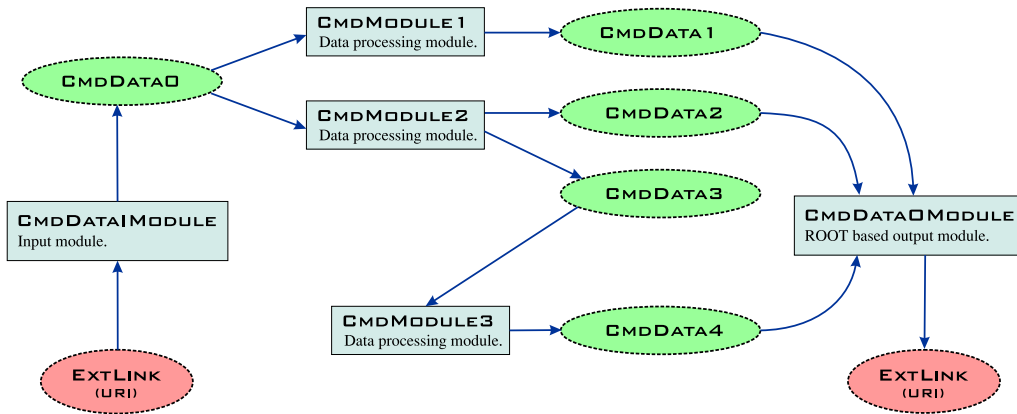 CmdModule1
Data processing module.
CmdData1
CmdData0
CmdModule2
Data processing module.
CmdData2
CmdData3
CmdDataIModule
Input module.
CmdDataOModule
ROOT based output module.
CmdModule3
Data processing module.
CmdData4
ExtLink
(URI)
ExtLink
(URI)